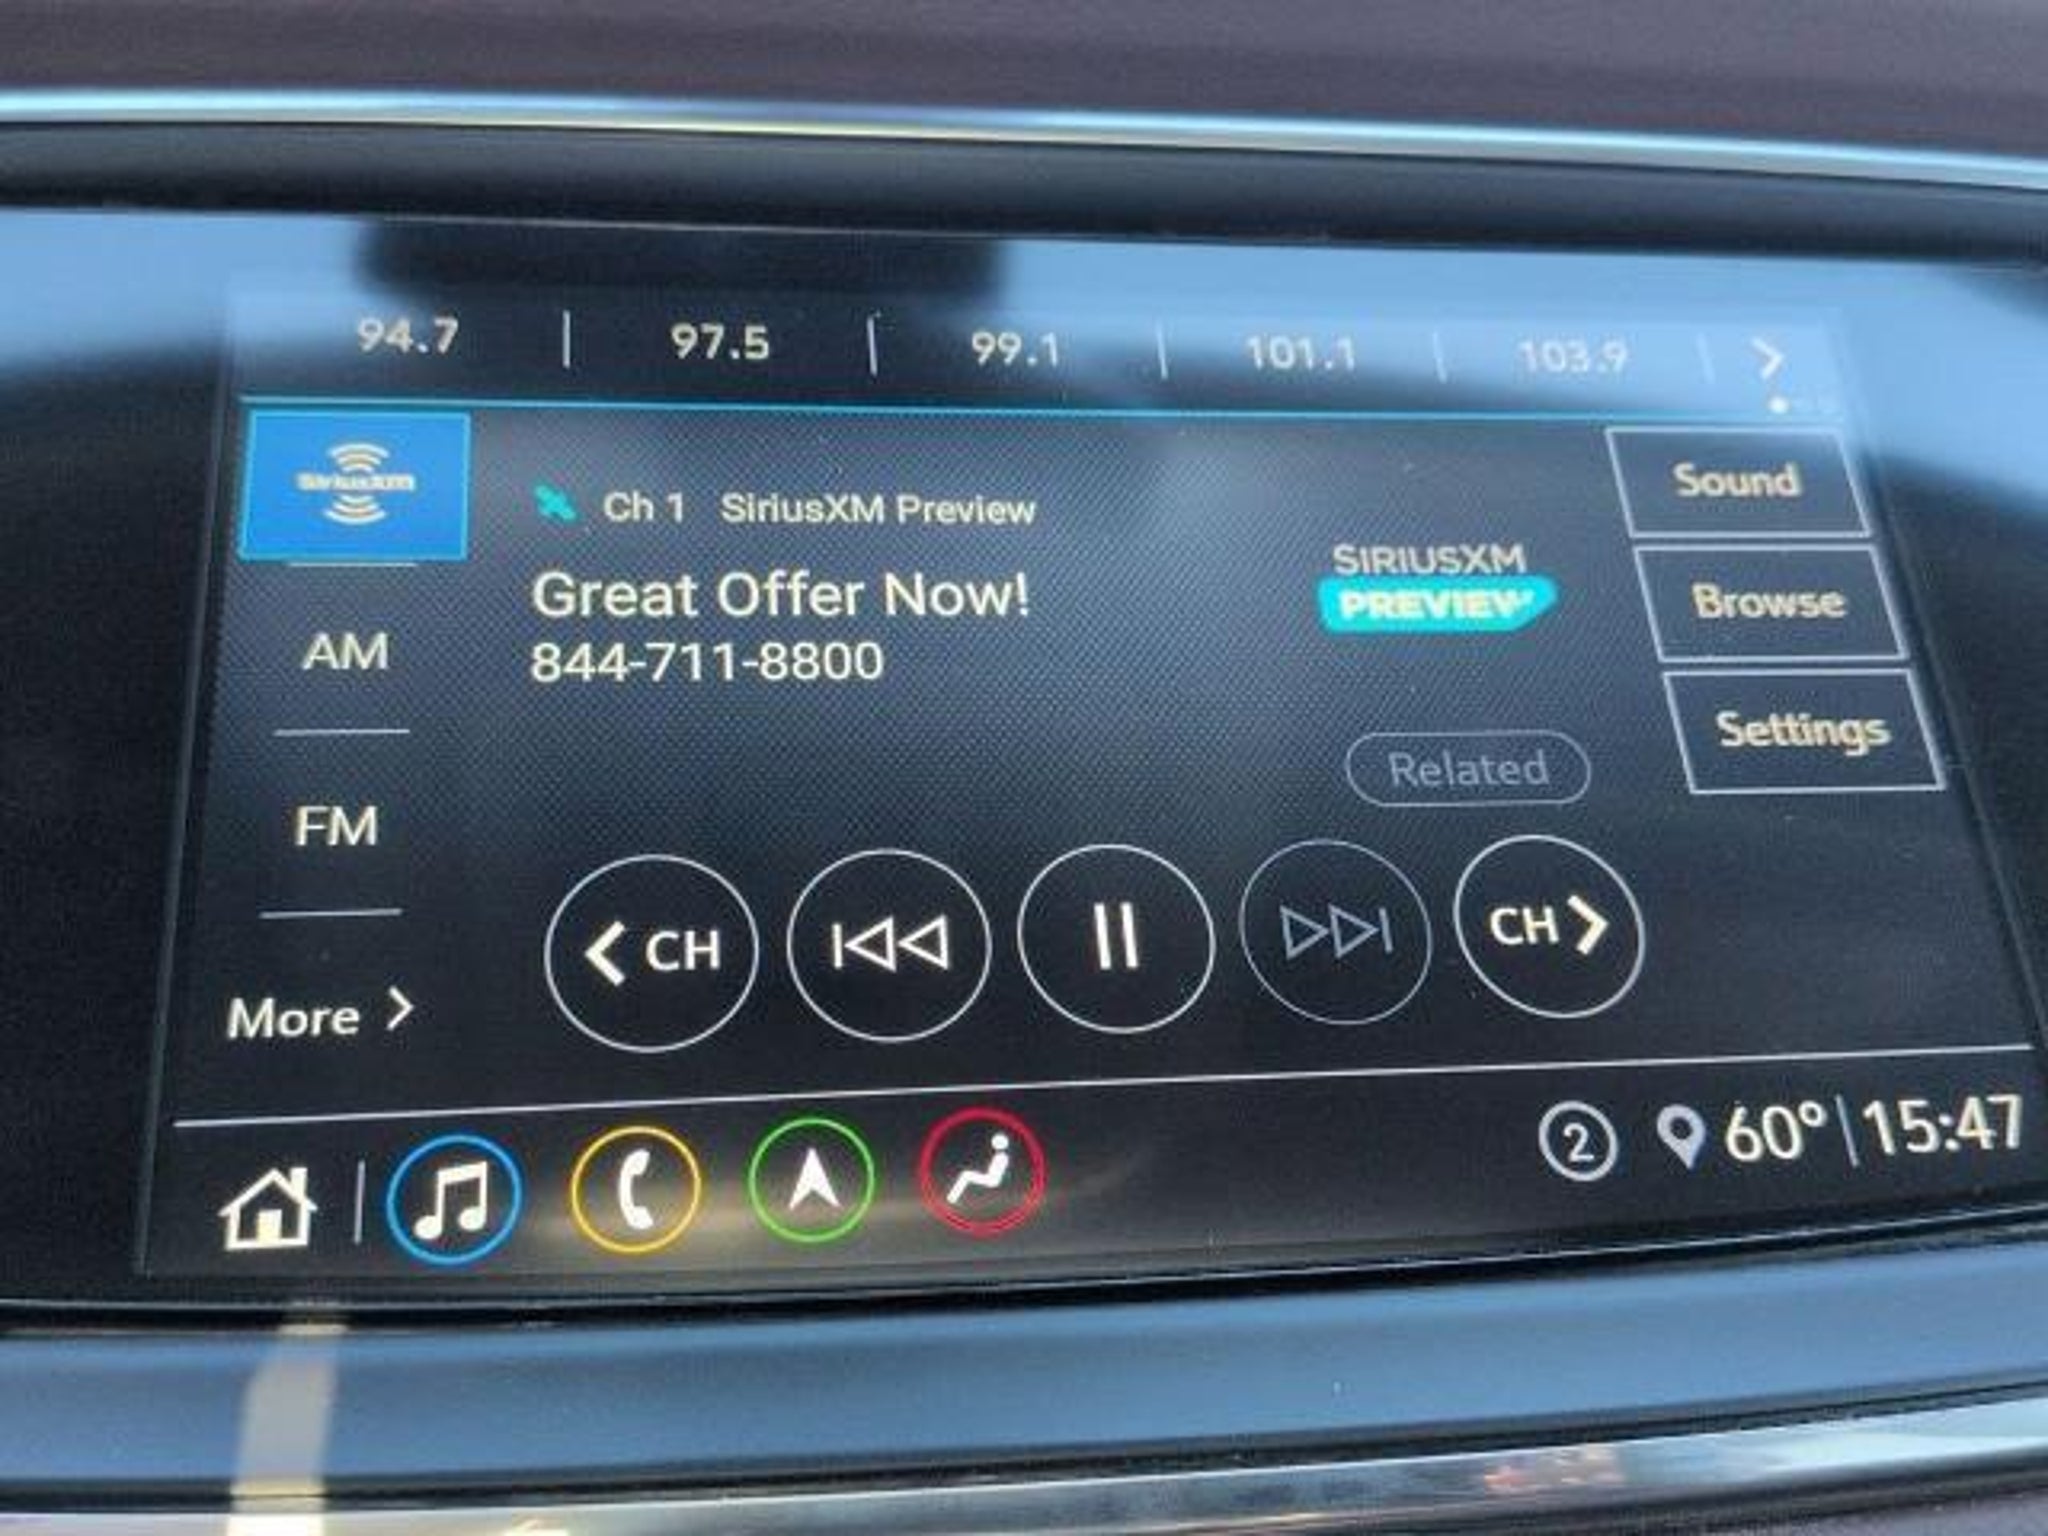 94.7 | 97.5 | 99.1 | 101.1 | 103.9
SiriusXM
Ch 1 SiriusXM Preview
Great Offer Now!
844-711-8800
SIRIUSXM
PREVIEW
Sound
Browse
Settings
AM
FM
More
Related
CH
CH
2
60° | 15:47